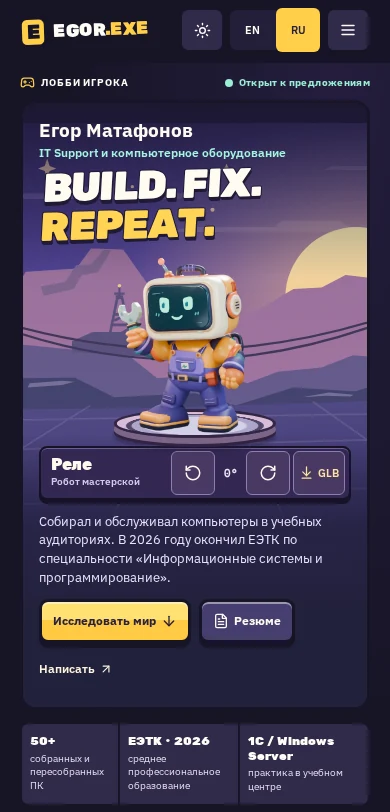 E EGOR.EXE
EN RU
ЛОББИ ИГРОКА
Открыт к предложениям
Егор Матафонов
IT Support и компьютерное оборудование
BUILD. FIX.
REPEAT.
Реле
Робот мастерской
0°
GLB
Собирал и обслуживал компьютеры в учебных
аудиториях. В 2026 году окончил ЕЭТК по
специальности «Информационные системы и
программирование».
Исследовать мир
Резюме
Написать
50+
собранных и
пересобранных
ПК
ЕЭТК • 2026
среднее
профессиональное
образование
1C / Windows
Server
практика в учебном
центре